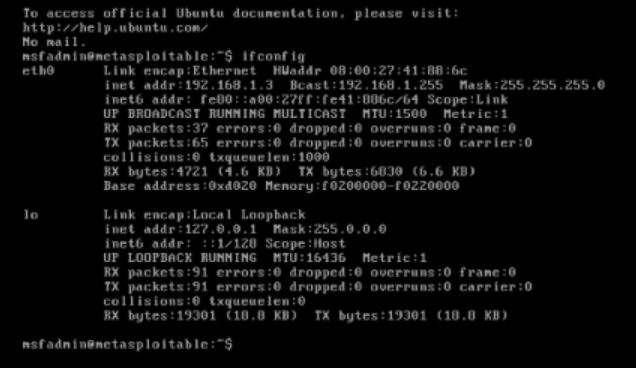 To access official Ubuntu documentation, please visit:
http://help.ubuntu.com/
No mail.
msfadmin@metasploitable:~$ ifconfig
eth0 Link encap:Ethernet HWaddr 08:00:27:41:88:6c
inet addr:192.168.1.3 Bcast:192.168.1.255 Mask:255.255.255.0
inet6 addr: fe80::a00:27ff:fe41:886c/64 Scope:Link
UP BROADCAST RUNNING MULTICAST MTU:1500 Metric:1
RX packets:37 errors:0 dropped:0 overruns:0 frame:0
TX packets:65 errors:0 dropped:0 overruns:0 carrier:0
collisions:0 txqueuelen:1000
RX bytes:4721 (4.6 KB) TX bytes:6830 (6.6 KB)
Base address:0xd020 Memory:f0200000-f0220000
lo Link encap:Local Loopback
inet addr:127.0.0.1 Mask:255.0.0.0
inet6 addr: ::1/128 Scope:Host
UP LOOPBACK RUNNING MTU:16436 Metric:1
RX packets:91 errors:0 dropped:0 overruns:0 frame:0
TX packets:91 errors:0 dropped:0 overruns:0 carrier:0
collisions:0 txqueuelen:0
RX bytes:19301 (18.8 KB) TX bytes:19301 (18.8 KB)
msfadmin@metasploitable:~$